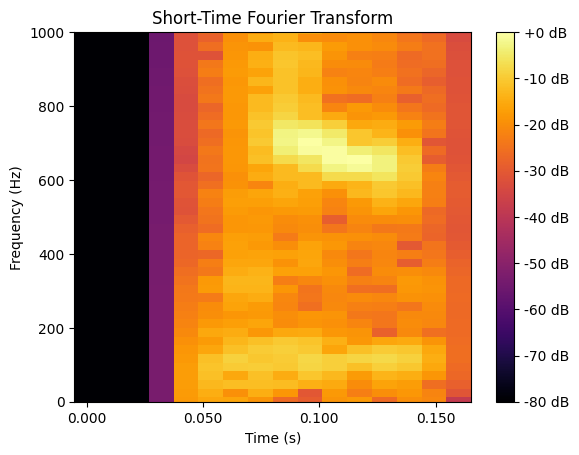 Short-Time Fourier Transform
1000
800
600
400
200
0
Frequency (Hz)
0.000
0.050
0.100
0.150
Time (s)
+0 dB
-10 dB
-20 dB
-30 dB
-40 dB
-50 dB
-60 dB
-70 dB
-80 dB